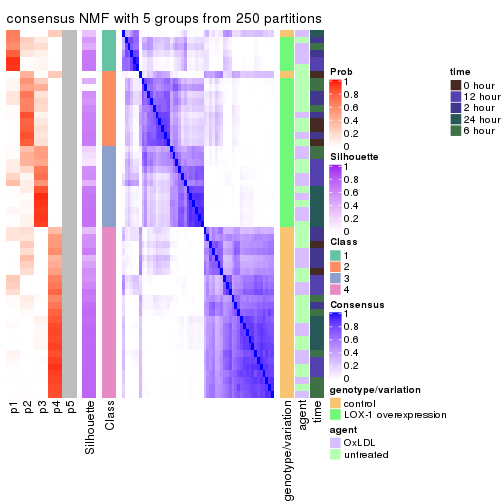 consensus NMF with 5 groups from 250 partitions
Prob
1
0.8
0.6
0.4
0.2
0
Silhouette
1
0.8
0.6
0.4
0.2
0
Class
1
2
3
4
Consensus
1
0.8
0.6
0.4
0.2
0
genotype/variation
control
LOX-1 overexpression
agent
OxLDL
untreated
time
0 hour
12 hour
2 hour
24 hour
6 hour
p1
p2
p3
p4
p5
Silhouette
Class
genotype/variation
agent
time